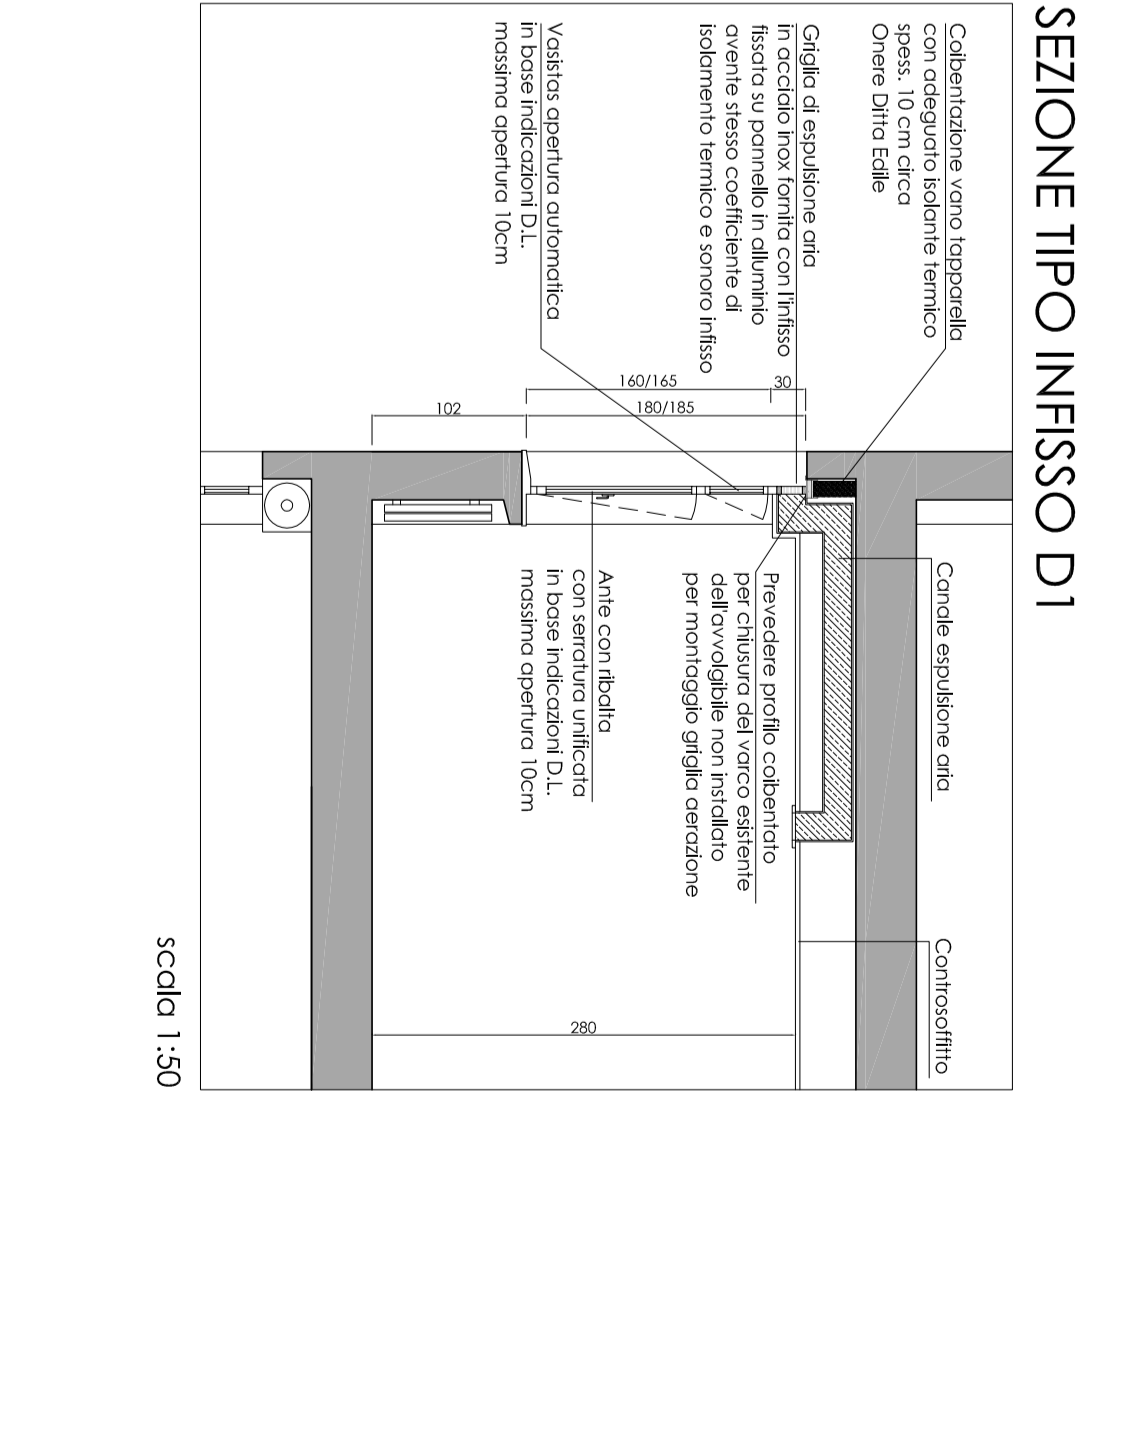 SEZIONE TIPO INFISSO D1
Coibentazione vano tapparella
con adeguato isolante termico
spess. 10 cm circa
Onere Ditta Edile
Griglia di espulsione aria
in acciaio inox fornita con l'infisso
fissata su pannello in alluminio
avente stesso coefficiente di
isolamento termico e sonoro infisso
Vasistas apertura automatica
in base indicazioni D.L.
massima apertura 10cm
160/165
30
102
180/185
Canale espulsione aria
Prevedere profilo coibentato
per chiusura del varco esistente
dell'avvolgibile non installato
per montaggio griglia aerazione
Ante con ribalta
con serratura unificata
in base indicazioni D.L.
massima apertura 10cm
Controsoffitto
280
scala 1:50